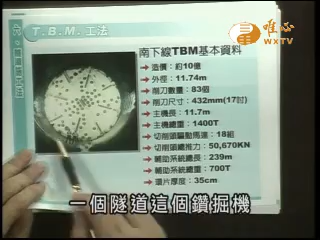 唯心
WXTV
T.B.M.工法
南下線TBM基本資料
造價：約10億
外徑：11.74m
削刀數量：83個
削刀尺寸：432mm(17吋)
主機長：11.7m
主機總重：1400T
切削頭驅動馬達：18組
切削頭總推力：50,670KN
輔助系統總長：239m
輔助系統總重：700T
環片厚度：35cm
一個隧道這個鑽掘機